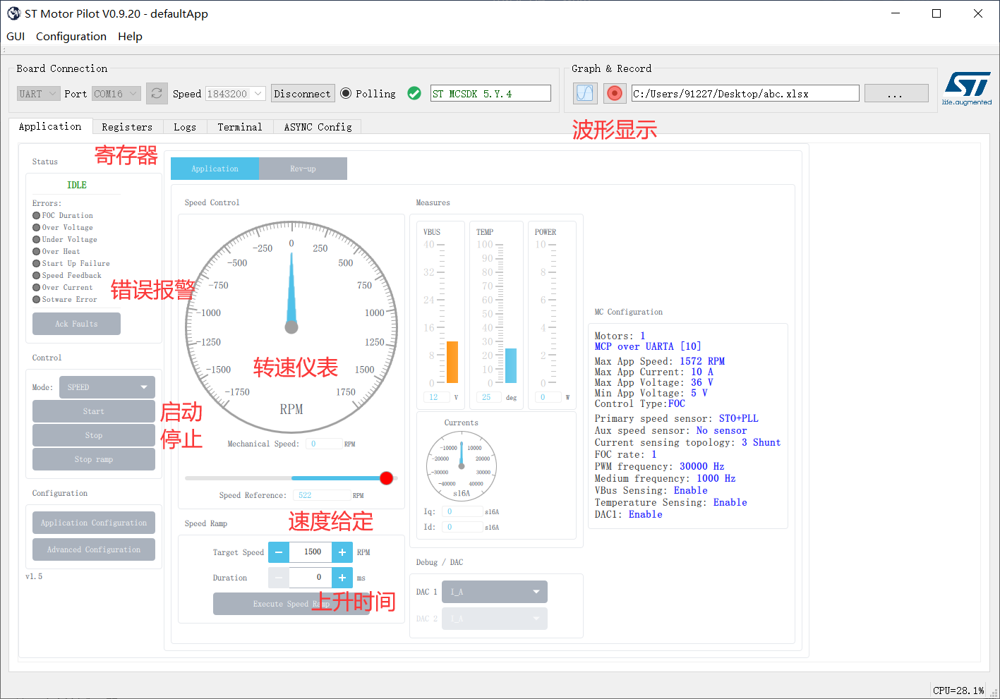 ST Motor Pilot V0.9.20 - defaultApp
GUI Configuration Help
Board Connection
UART Port COM16 Speed 1843200 Disconnect Polling ST MCSDK 5.Y.4
Graph & Record
C:/Users/91227/Desktop/abc.xlsx ...
ST
life.augmented
Application Registers Logs Terminal ASYNC Config
寄存器
波形显示
Status
IDLE
Errors:
FOC Duration
Over Voltage
Under Voltage
Over Heat
Start Up Failure
Speed Feedback
Over Current
Sotware Error
错误报警
Ack Faults
Control
Mode: SPEED
Start
启动
Stop
停止
Stop ramp
Configuration
Application Configuration
Advanced Configuration
v1.5
Application Rev-up
Speed Control
0
-250 250
-500 500
-750 750
-1000 1000
-1250 1250
-1500 1500
-1750 1750
转速仪表
RPM
Mechanical Speed: 0 RPM
Speed Reference: 522 RPM
速度给定
Speed Ramp
Target Speed − 1500 + RPM
Duration − 0 + ms
Execute Speed Ramp
上升时间
Measures
VBUS
40
32
24
16
8
0
12 V
TEMP
100
90
80
70
60
50
40
30
20
10
0
25 deg
POWER
10
8
6
4
2
0
0 W
Currents
0
-10000 10000
-20000 20000
-30000 30000
-40000 40000
s16A
Iq: 0 s16A
Id: 0 s16A
Debug / DAC
DAC 1 I_A
DAC 2 I_A
MC Configuration
Motors: 1
MCP over UARTA [10]
Max App Speed: 1572 RPM
Max App Current: 10 A
Max App Voltage: 36 V
Min App Voltage: 5 V
Control Type:FOC
Primary speed sensor: STO+PLL
Aux speed sensor: No sensor
Current sensing topology: 3 Shunt
FOC rate: 1
PWM frequency: 30000 Hz
Medium frequency: 1000 Hz
VBus Sensing: Enable
Temperature Sensing: Enable
DAC1: Enable
CPU=28.1%